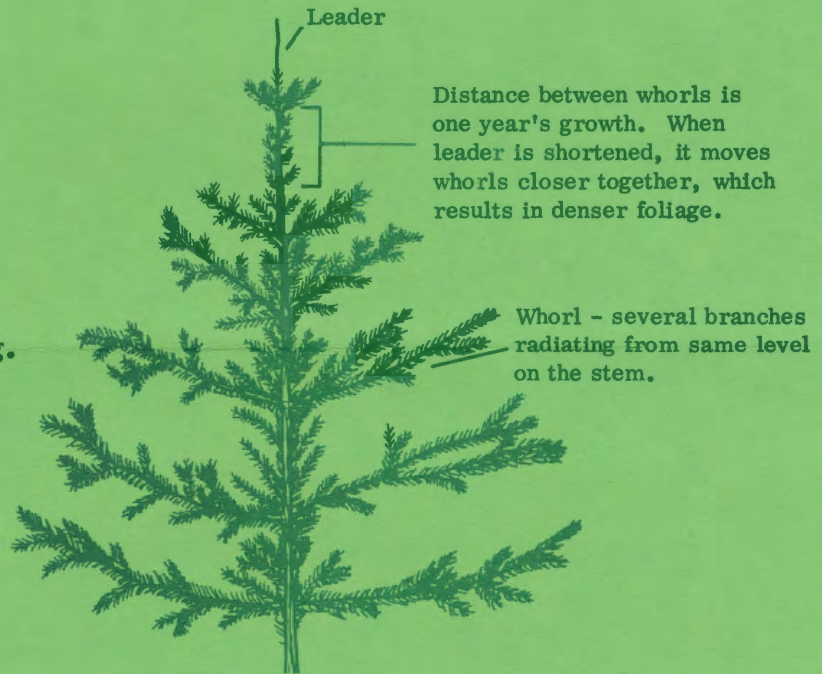 Leader
Distance between whorls is
one year's growth. When
leader is shortened, it moves
whorls closer together, which
results in denser foliage.
Whorl - several branches
radiating from same level
on the stem.
g.